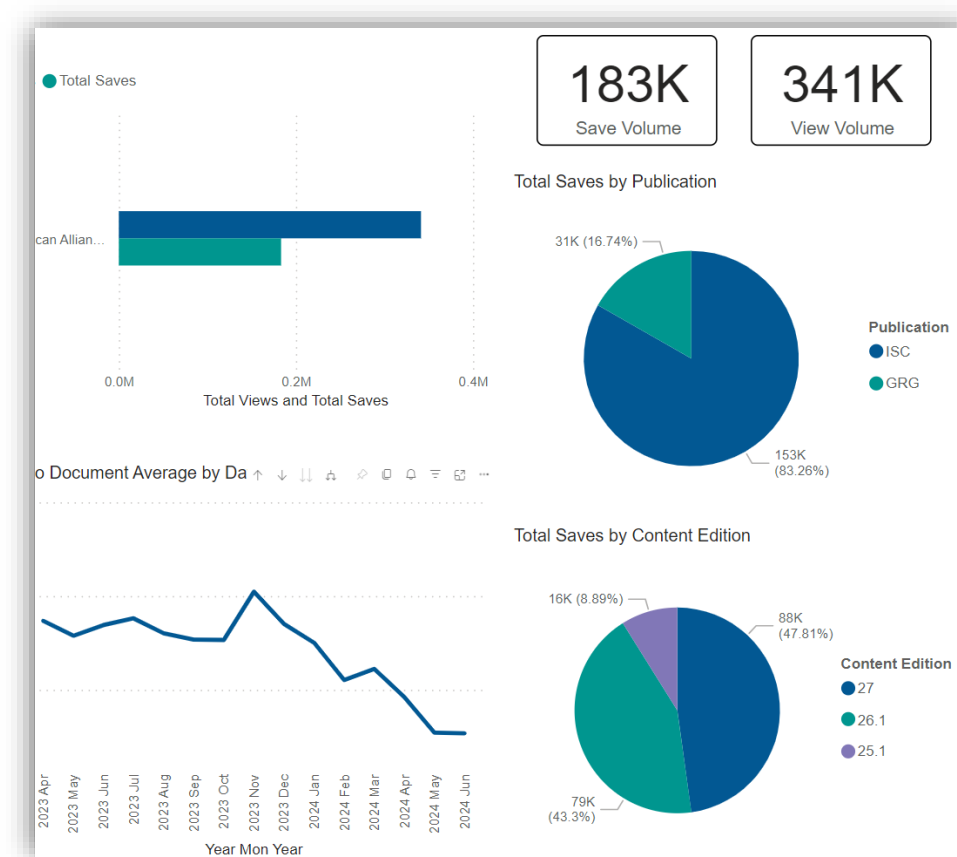 Total Saves
can Allian...
0.0M
0.2M
0.4M
Total Views and Total Saves
183K
Save Volume
341K
View Volume
Total Saves by Publication
31K (16.74%)
153K
(83.26%)
Publication
ISC
GRG
o Document Average by Da
2023 Apr
2023 May
2023 Jun
2023 Jul
2023 Aug
2023 Sep
2023 Oct
2023 Nov
2023 Dec
2024 Jan
2024 Feb
2024 Mar
2024 Apr
2024 May
2024 Jun
Year Mon Year
Total Saves by Content Edition
16K (8.89%)
88K
(47.81%)
79K
(43.3%)
Content Edition
27
26.1
25.1